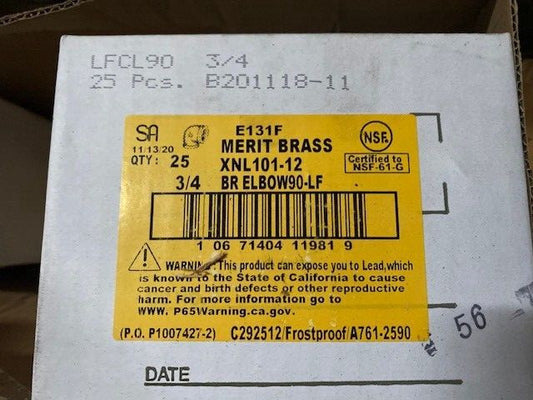 LFCL90 3/4
25 Pcs. B201118-11
SA E131F NSF®
11/13/20 MERIT BRASS
QTY: 25 XNL101-12 Certified to
NSF-61-G
3/4 BR ELBOW90-LF
1 06 71404 11981 9
WARNING: This product can expose you to Lead,which
is known to the State of California to cause
cancer and birth defects or other reproductive
harm. For more information go to
WWW. P65Warning.ca.gov.
(P.O. P1007427-2) C292512/Frostproof/A761-2590
56
DATE